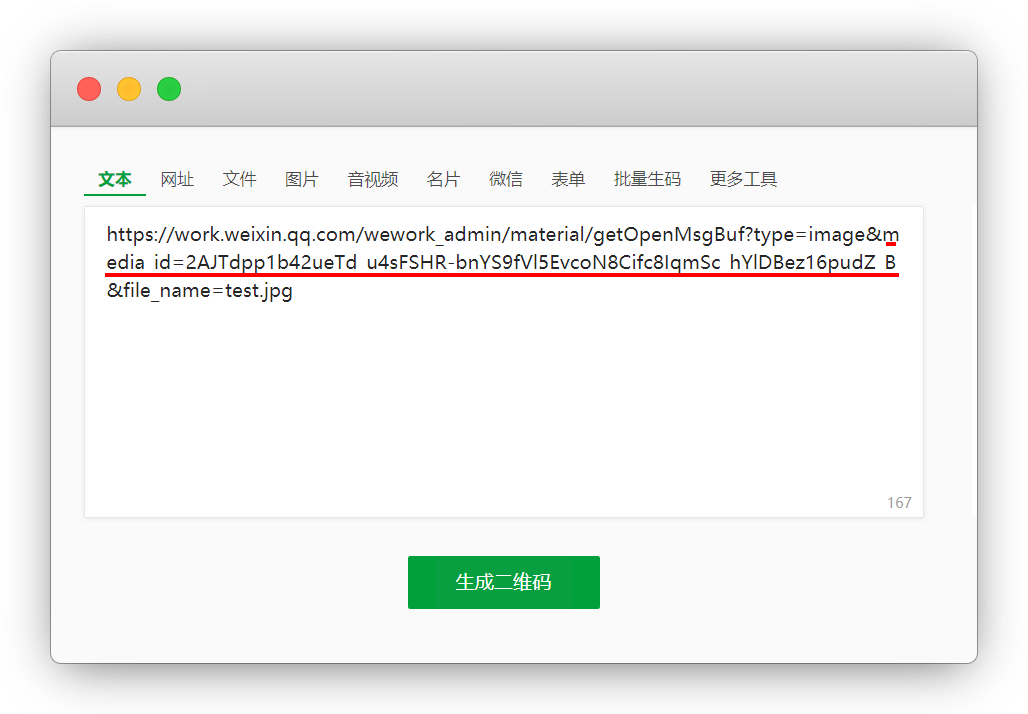 文本 网址 文件 图片 音视频 名片 微信 表单 批量生码 更多工具
https://work.weixin.qq.com/wework_admin/material/getOpenMsgBuf?type=image&m
edia_id=2AJTdpp1b42ueTd_u4sFSHR-bnYS9fVl5EvcoN8Cifc8IqmSc_hYlDBez16pudZ_B
&file_name=test.jpg
167
生成二维码